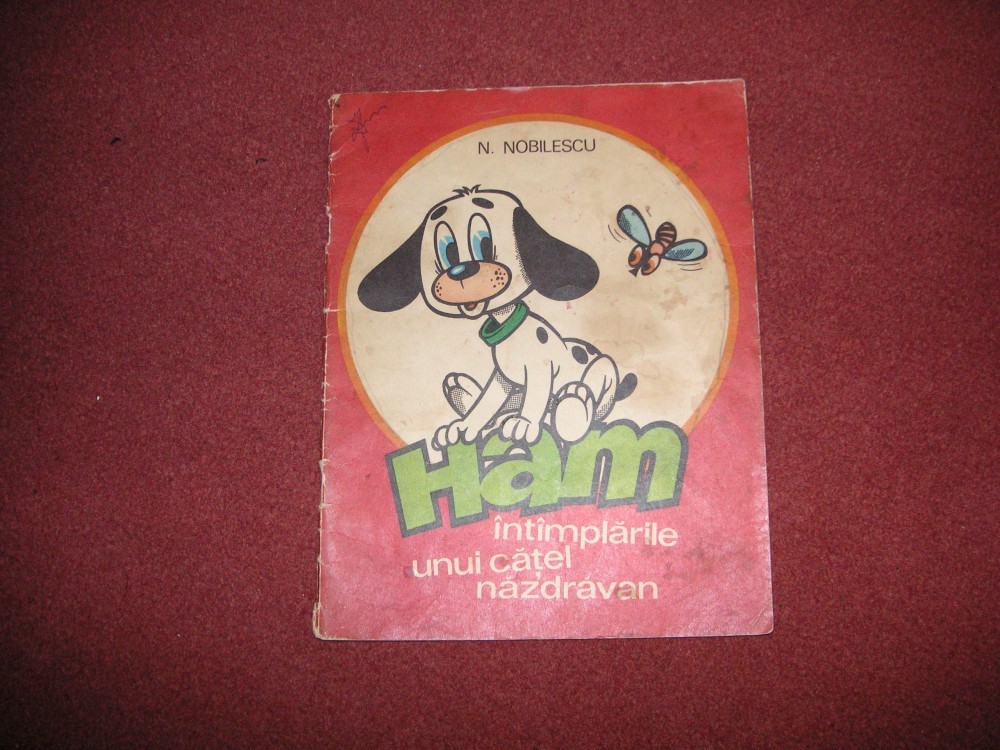 N. NOBILESCU
Ham
întîmplările
unui cățel
năzdrăvan